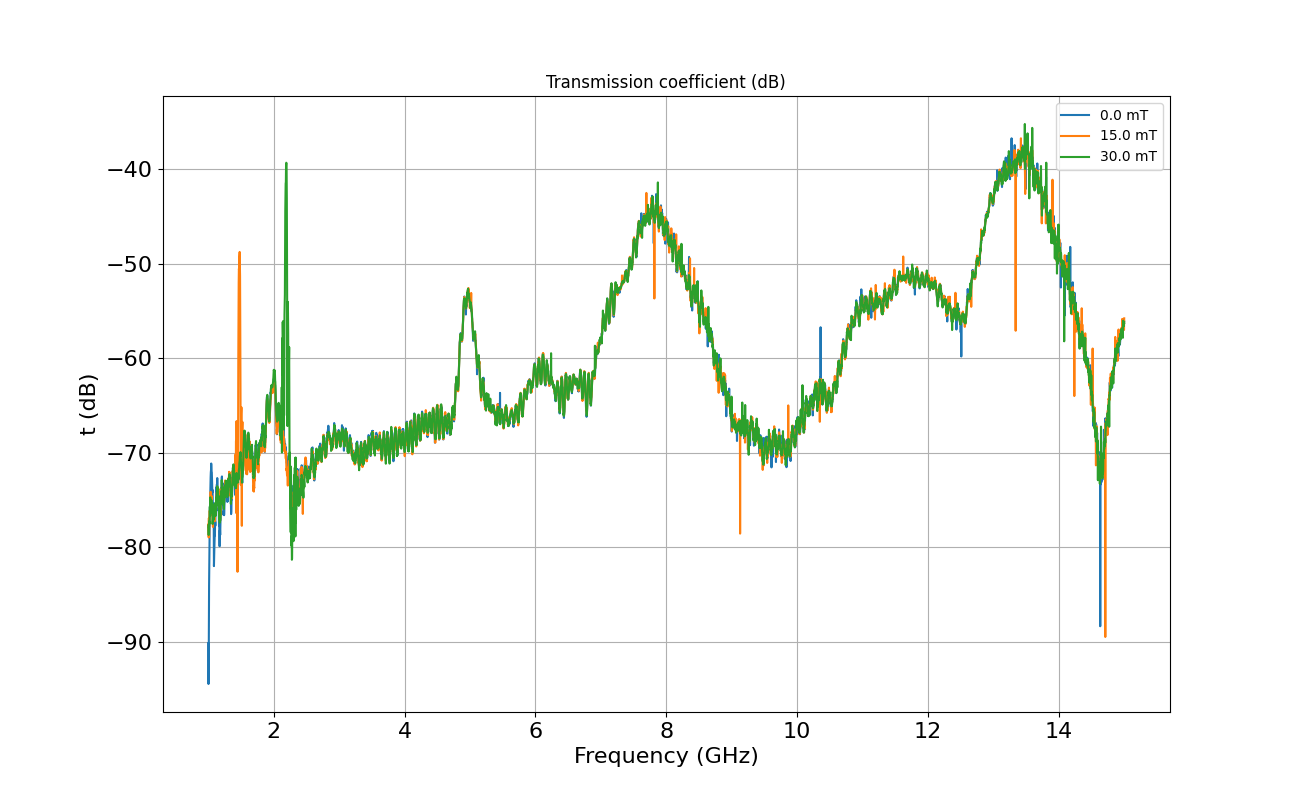 Transmission coefficient (dB)
0.0 mT
15.0 mT
30.0 mT
t (dB)
−40
−50
−60
−70
−80
−90
2 4 6 8 10 12 14
Frequency (GHz)